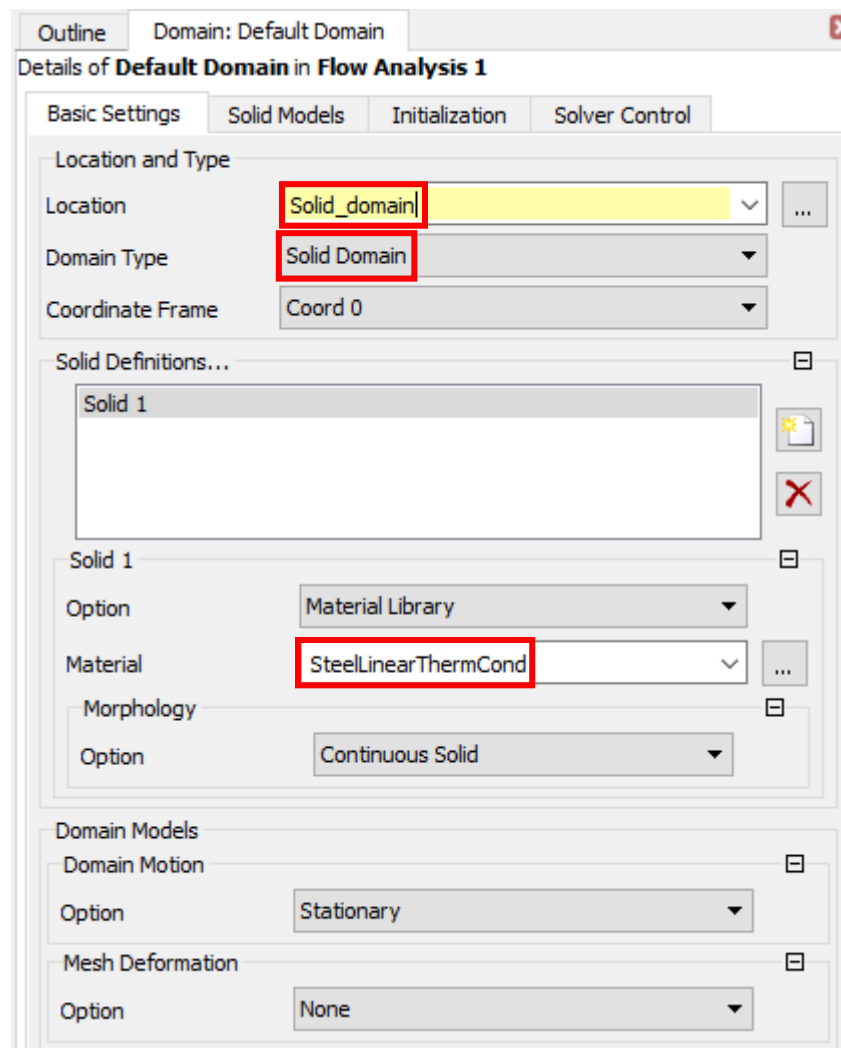 Outline Domain: Default Domain
Details of Default Domain in Flow Analysis 1
Basic Settings Solid Models Initialization Solver Control
Location and Type
Location Solid_domain ...
Domain Type Solid Domain
Coordinate Frame Coord 0
Solid Definitions...
Solid 1
Solid 1
Option Material Library
Material SteelLinearThermCond ...
Morphology
Option Continuous Solid
Domain Models
Domain Motion
Option Stationary
Mesh Deformation
Option None